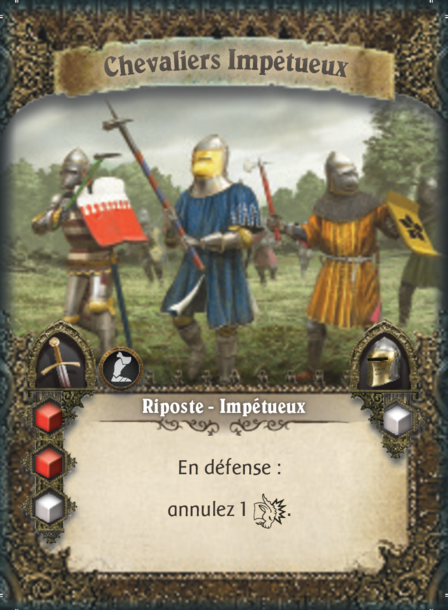 Chevaliers Impétueux
Riposte - Impétueux
En défense :
annulez 1 .